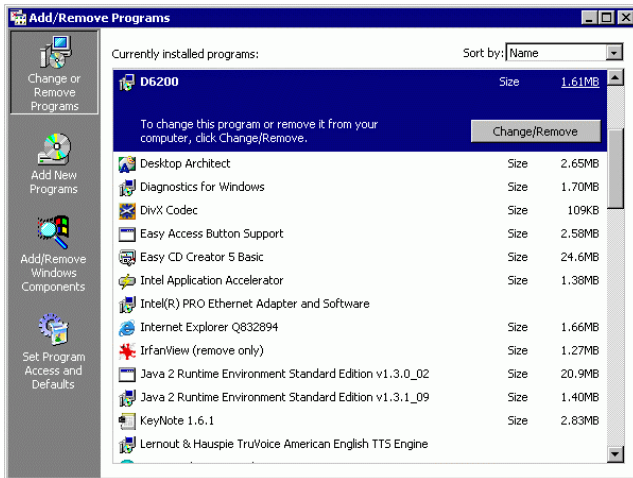 Add/Remove Programs
Change or
Remove
Programs
Add New
Programs
Add/Remove
Windows
Components
Set Program
Access and
Defaults
Currently installed programs:
Sort by: Name
D6200 Size 1.61MB
To change this program or remove it from your
computer, click Change/Remove.
Change/Remove
Desktop Architect Size 2.65MB
Diagnostics for Windows Size 1.70MB
DivX Codec Size 109KB
Easy Access Button Support Size 2.58MB
Easy CD Creator 5 Basic Size 24.6MB
Intel Application Accelerator Size 1.38MB
Intel(R) PRO Ethernet Adapter and Software
Internet Explorer Q832894 Size 1.66MB
IrfanView (remove only) Size 1.27MB
Java 2 Runtime Environment Standard Edition v1.3.0_02 Size 20.9MB
Java 2 Runtime Environment Standard Edition v1.3.1_09 Size 1.40MB
KeyNote 1.6.1 Size 2.83MB
Lernout & Hauspie TruVoice American English TTS Engine